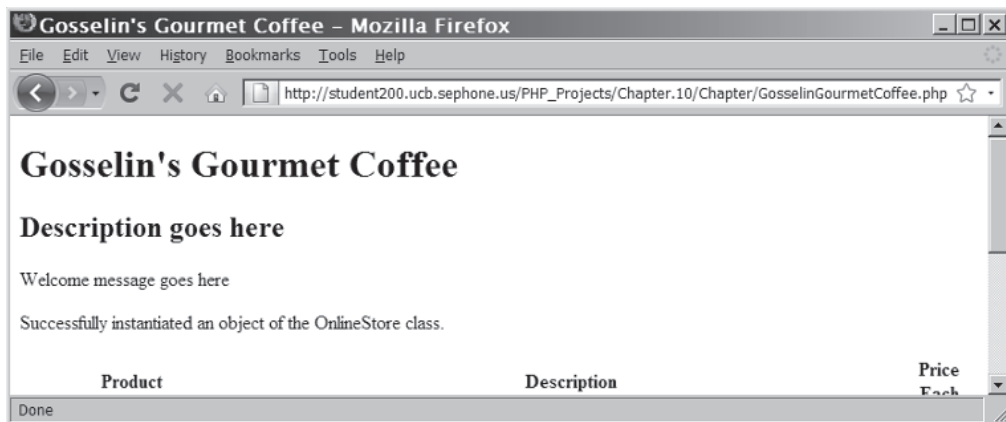 Gosselin's Gourmet Coffee – Mozilla Firefox
File Edit View History Bookmarks Tools Help
http://student200.ucb.sephone.us/PHP_Projects/Chapter.10/Chapter/GosselinGourmetCoffee.php
Gosselin's Gourmet Coffee
Description goes here
Welcome message goes here
Successfully instantiated an object of the OnlineStore class.
Product Description Price
Each
Done